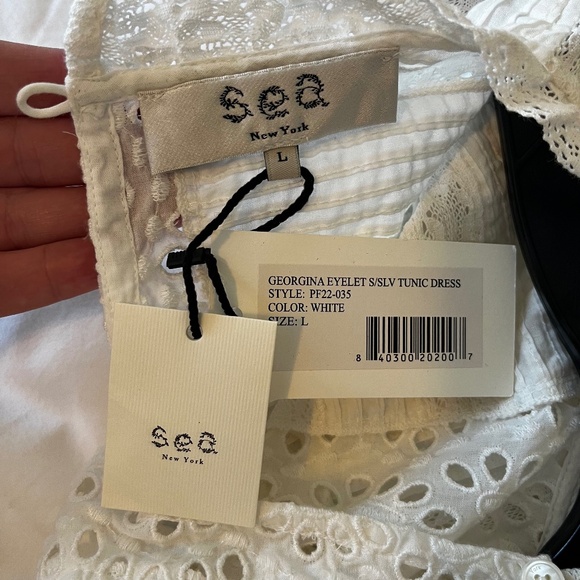 Sea
New York
L
GEORGINA EYELET S/SLV TUNIC DRESS
STYLE: PF22-035
COLOR: WHITE
SIZE: L
8 40300 20200 7
Sea
New York